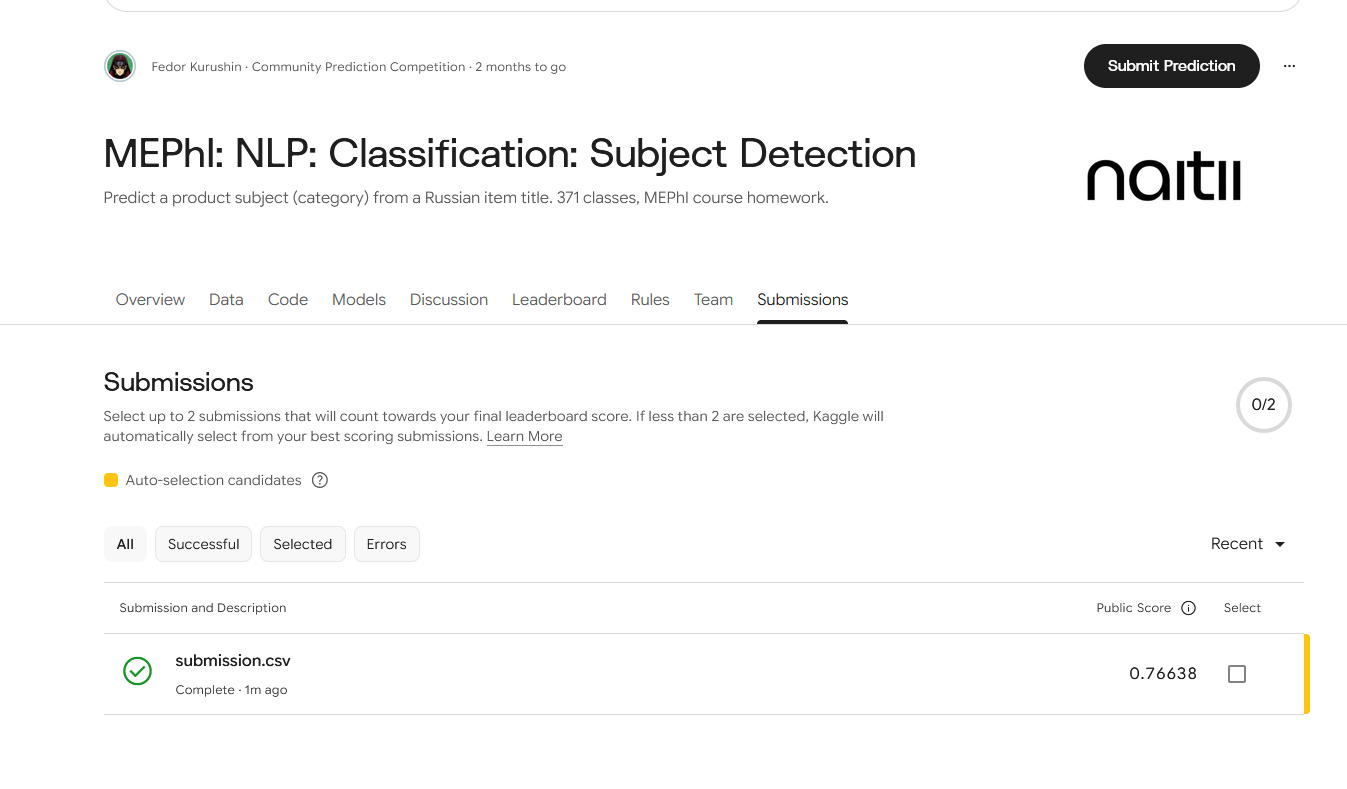 Fedor Kurushin · Community Prediction Competition · 2 months to go
Submit Prediction
...
MEPhI: NLP: Classification: Subject Detection
Predict a product subject (category) from a Russian item title. 371 classes, MEPhI course homework.
naitii
Overview Data Code Models Discussion Leaderboard Rules Team Submissions
Submissions
Select up to 2 submissions that will count towards your final leaderboard score. If less than 2 are selected, Kaggle will
automatically select from your best scoring submissions. Learn More
0/2
Auto-selection candidates ?
All Successful Selected Errors
Recent
Submission and Description Public Score i Select
submission.csv
Complete · 1m ago
0.76638